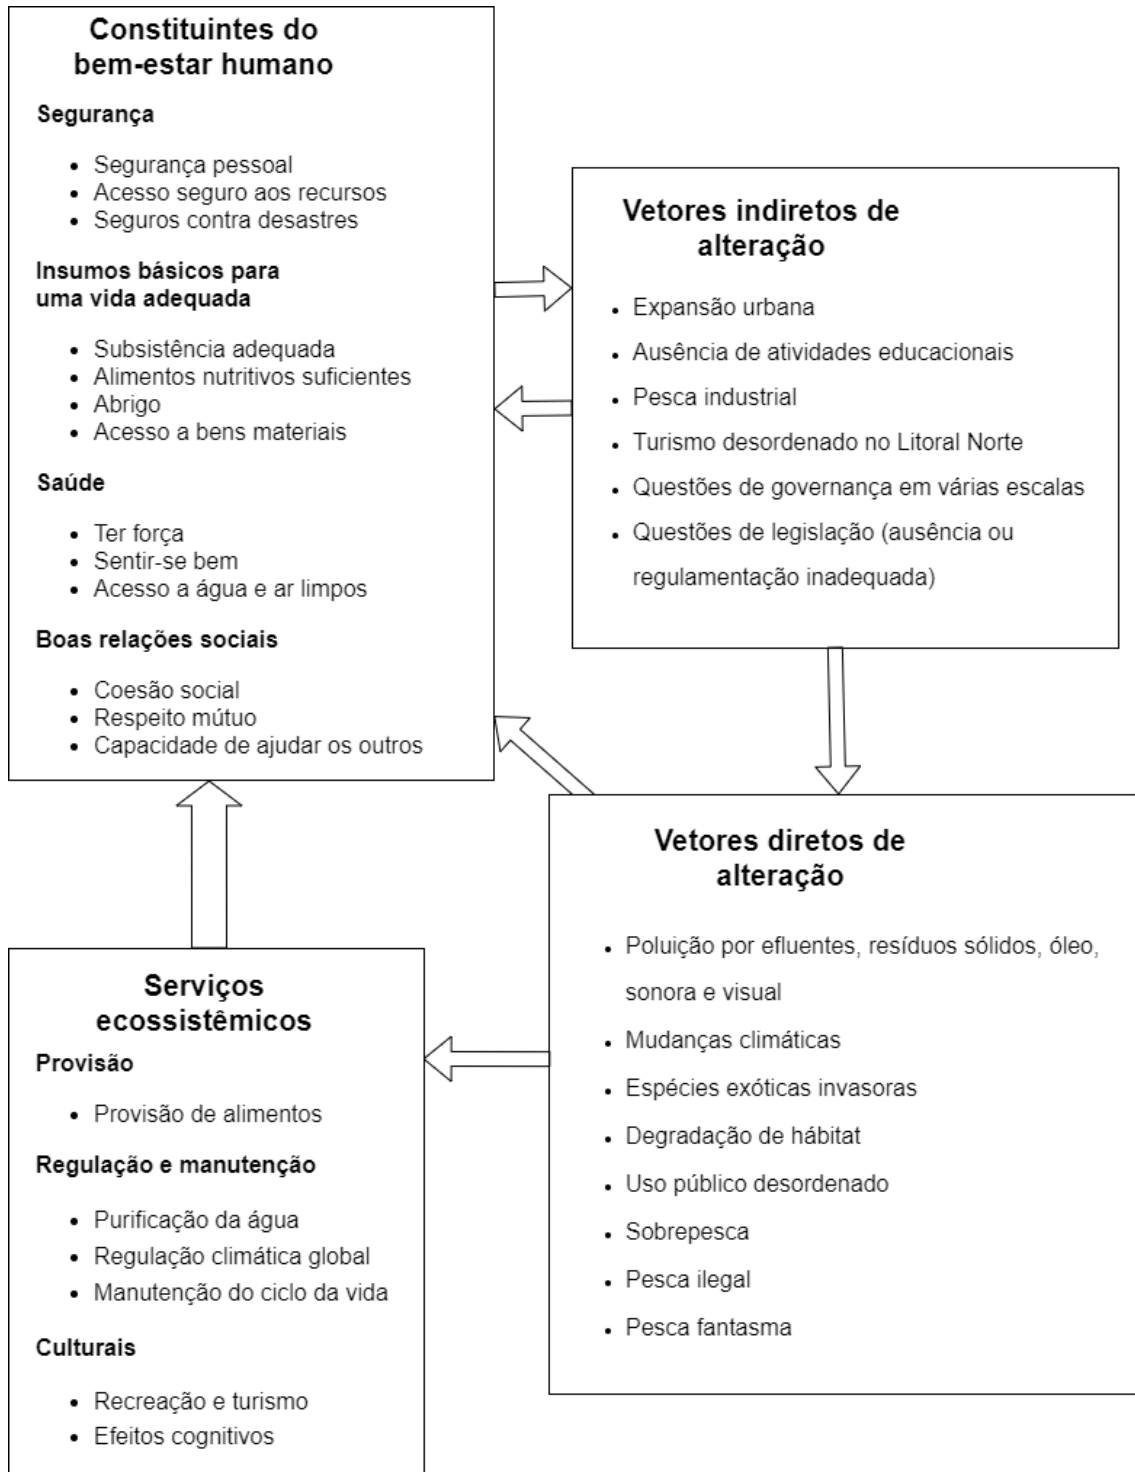 Constituintes do
bem-estar humano
Segurança
• Segurança pessoal
• Acesso seguro aos recursos
• Seguros contra desastres
Insumos básicos para
uma vida adequada
• Subsistência adequada
• Alimentos nutritivos suficientes
• Abrigo
• Acesso a bens materiais
Saúde
• Ter força
• Sentir-se bem
• Acesso a água e ar limpos
Boas relações sociais
• Coesão social
• Respeito mútuo
• Capacidade de ajudar os outros
Vetores indiretos de
alteração
• Expansão urbana
• Ausência de atividades educacionais
• Pesca industrial
• Turismo desordenado no Litoral Norte
• Questões de governança em várias escalas
• Questões de legislação (ausência ou
regulamentação inadequada)
Vetores diretos de
alteração
• Poluição por efluentes, resíduos sólidos, óleo,
sonora e visual
• Mudanças climáticas
• Espécies exóticas invasoras
• Degradação de hábitat
• Uso público desordenado
• Sobrepesca
• Pesca ilegal
• Pesca fantasma
Serviços
ecossistêmicos
Provisão
• Provisão de alimentos
Regulação e manutenção
• Purificação da água
• Regulação climática global
• Manutenção do ciclo da vida
Culturais
• Recreação e turismo
• Efeitos cognitivos